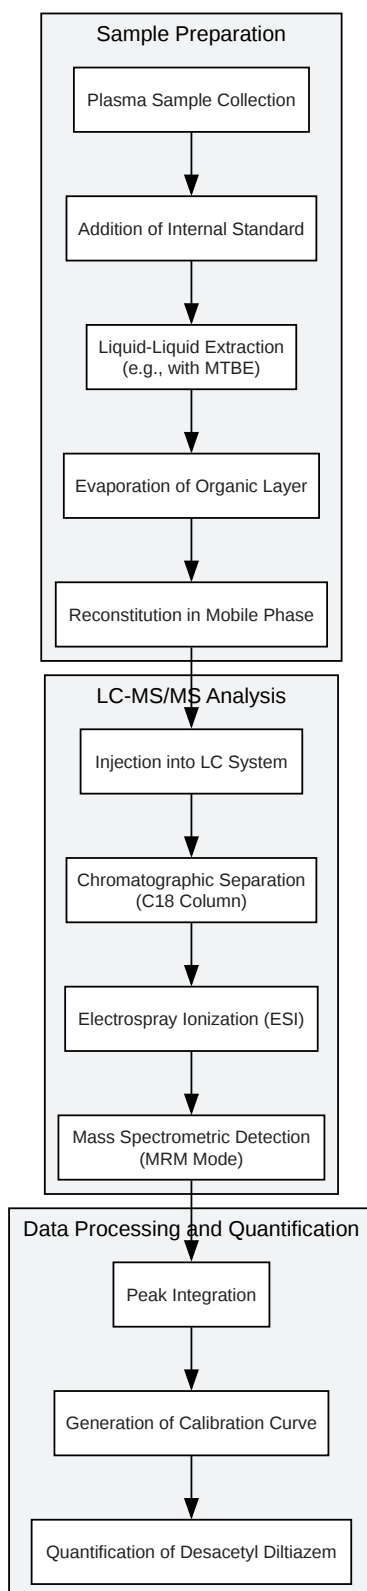 Sample Preparation
Plasma Sample Collection
Addition of Internal Standard
Liquid-Liquid Extraction
(e.g., with MTBE)
Evaporation of Organic Layer
Reconstitution in Mobile Phase
LC-MS/MS Analysis
Injection into LC System
Chromatographic Separation
(C18 Column)
Electrospray Ionization (ESI)
Mass Spectrometric Detection
(MRM Mode)
Data Processing and Quantification
Peak Integration
Generation of Calibration Curve
Quantification of Desacetyl Diltiazem